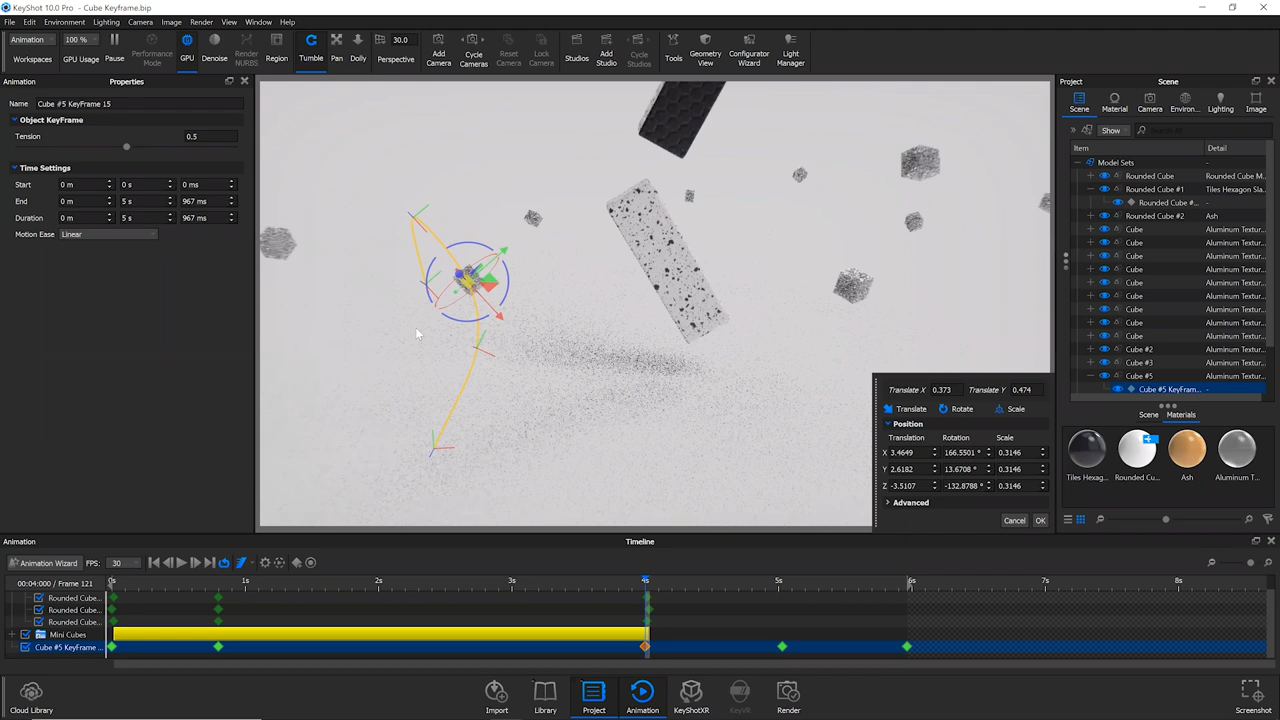 KeyShot 10.0 Pro - Cube Keyframe.bip
File Edit Environment Lighting Camera Image Render View Window Help
Animation 100 % 30.0
Workspaces GPU Usage Pause Performance Mode GPU Denoise Render NURBS Region Tumble Pan Dolly Perspective Add Camera Cycle Cameras Reset Camera Lock Camera Studios Add Studio Cycle Studios Tools Geometry View Configurator Wizard Light Manager
Animation Properties
Name Cube #5 KeyFrame 15
Object KeyFrame
Tension 0.5
Time Settings
Start 0 m 0 s 0 ms
End 0 m 5 s 967 ms
Duration 0 m 5 s 967 ms
Motion Ease Linear
Project Scene
Scene Material Camera Environ... Lighting Image
Show
Item Detail
Model Sets -
Rounded Cube Rounded Cube M...
Rounded Cube #1 Tiles Hexagon Sla...
Rounded Cube #... -
Rounded Cube #2 Ash
Cube Aluminum Textur...
Cube Aluminum Textur...
Cube Aluminum Textur...
Cube Aluminum Textur...
Cube Aluminum Textur...
Cube Aluminum Textur...
Cube Aluminum Textur...
Cube Aluminum Textur...
Cube Aluminum Textur...
Cube #2 Aluminum Textur...
Cube #3 Aluminum Textur...
Cube #5 Aluminum Textur...
Cube #5 KeyFram... -
Scene Materials
Tiles Hexag... Rounded Cu... Ash Aluminum T...
Translate X 0.373 Translate Y 0.474
Translate Rotate Scale
Position
Translation Rotation Scale
X 3.4649 166.5501 ° 0.3146
Y 2.6182 13.6708 ° 0.3146
Z -3.5107 -132.8788 ° 0.3146
Advanced
Cancel OK
Animation Timeline
Animation Wizard FPS: 30
00:04:000 / Frame 121 0s 1s 2s 3s 4s 5s 6s 7s 8s
Rounded Cube...
Rounded Cube...
Rounded Cube...
Mini Cubes
Cube #5 KeyFrame ...
Cloud Library Import Library Project Animation KeyShotXR KeyVR Render Screenshot